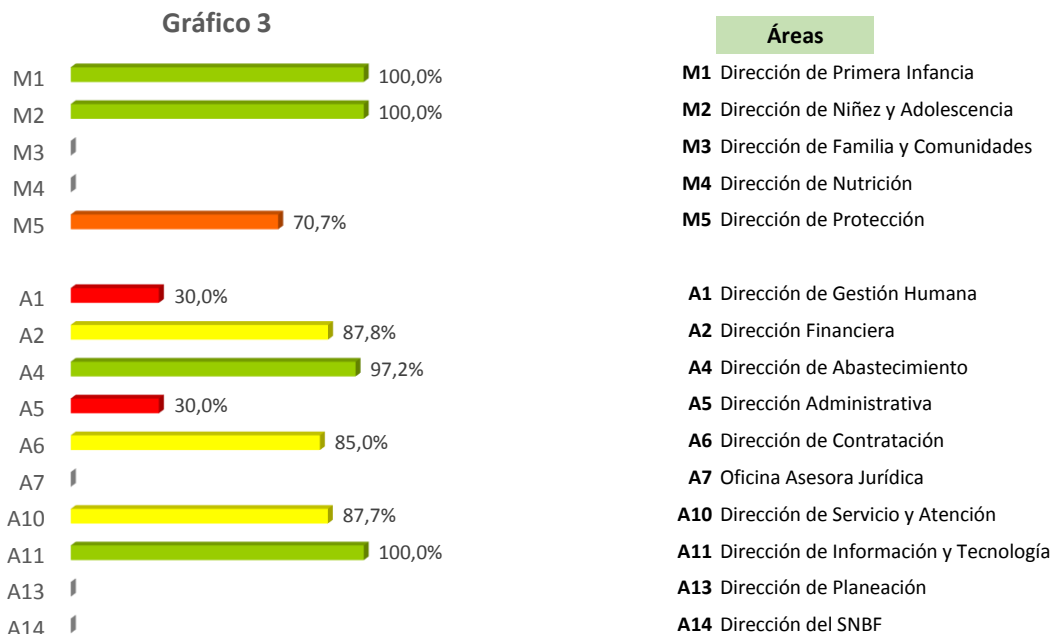 Gráfico 3
M1 100,0%
M2 100,0%
M3
M4
M5 70,7%
A1 30,0%
A2 87,8%
A4 97,2%
A5 30,0%
A6 85,0%
A7
A10 87,7%
A11 100,0%
A13
A14
Áreas
M1 Dirección de Primera Infancia
M2 Dirección de Niñez y Adolescencia
M3 Dirección de Familia y Comunidades
M4 Dirección de Nutrición
M5 Dirección de Protección
A1 Dirección de Gestión Humana
A2 Dirección Financiera
A4 Dirección de Abastecimiento
A5 Dirección Administrativa
A6 Dirección de Contratación
A7 Oficina Asesora Jurídica
A10 Dirección de Servicio y Atención
A11 Dirección de Información y Tecnología
A13 Dirección de Planeación
A14 Dirección del SNBF